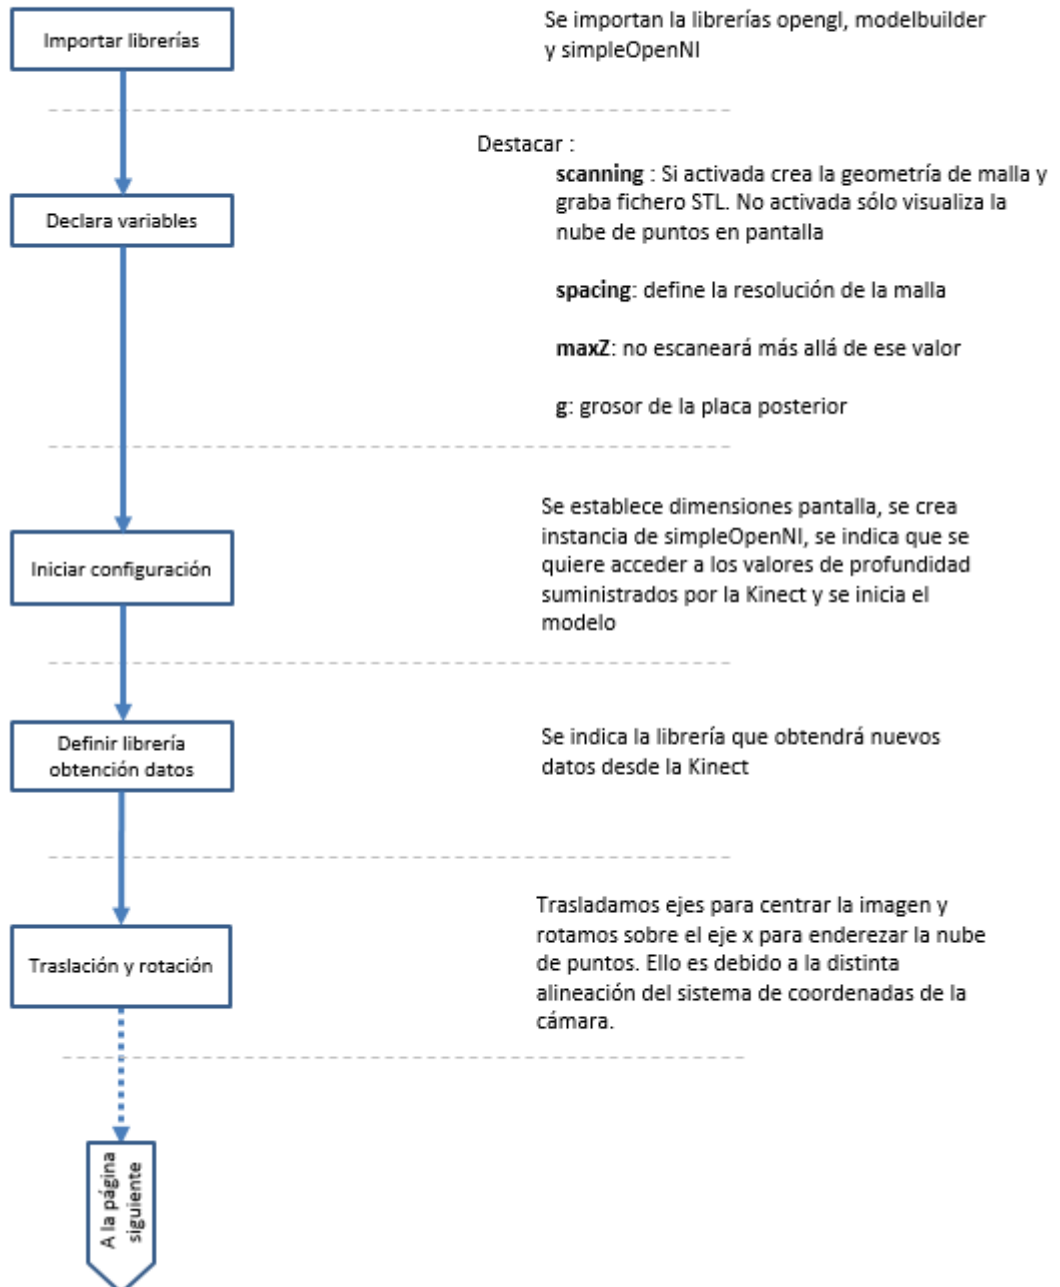 Importar librerías
Se importan la librerías opengl, modelbuilder
y simpleOpenNI
Declara variables
Destacar :
scanning : Si activada crea la geometría de malla y
graba fichero STL. No activada sólo visualiza la
nube de puntos en pantalla
spacing: define la resolución de la malla
maxZ: no escaneará más allá de ese valor
g: grosor de la placa posterior
Iniciar configuración
Se establece dimensiones pantalla, se crea
instancia de simpleOpenNI, se indica que se
quiere acceder a los valores de profundidad
suministrados por la Kinect y se inicia el
modelo
Definir librería
obtención datos
Se indica la librería que obtendrá nuevos
datos desde la Kinect
Traslación y rotación
Trasladamos ejes para centrar la imagen y
rotamos sobre el eje x para enderezar la nube
de puntos. Ello es debido a la distinta
alineación del sistema de coordenadas de la
cámara.
A la página
siguiente